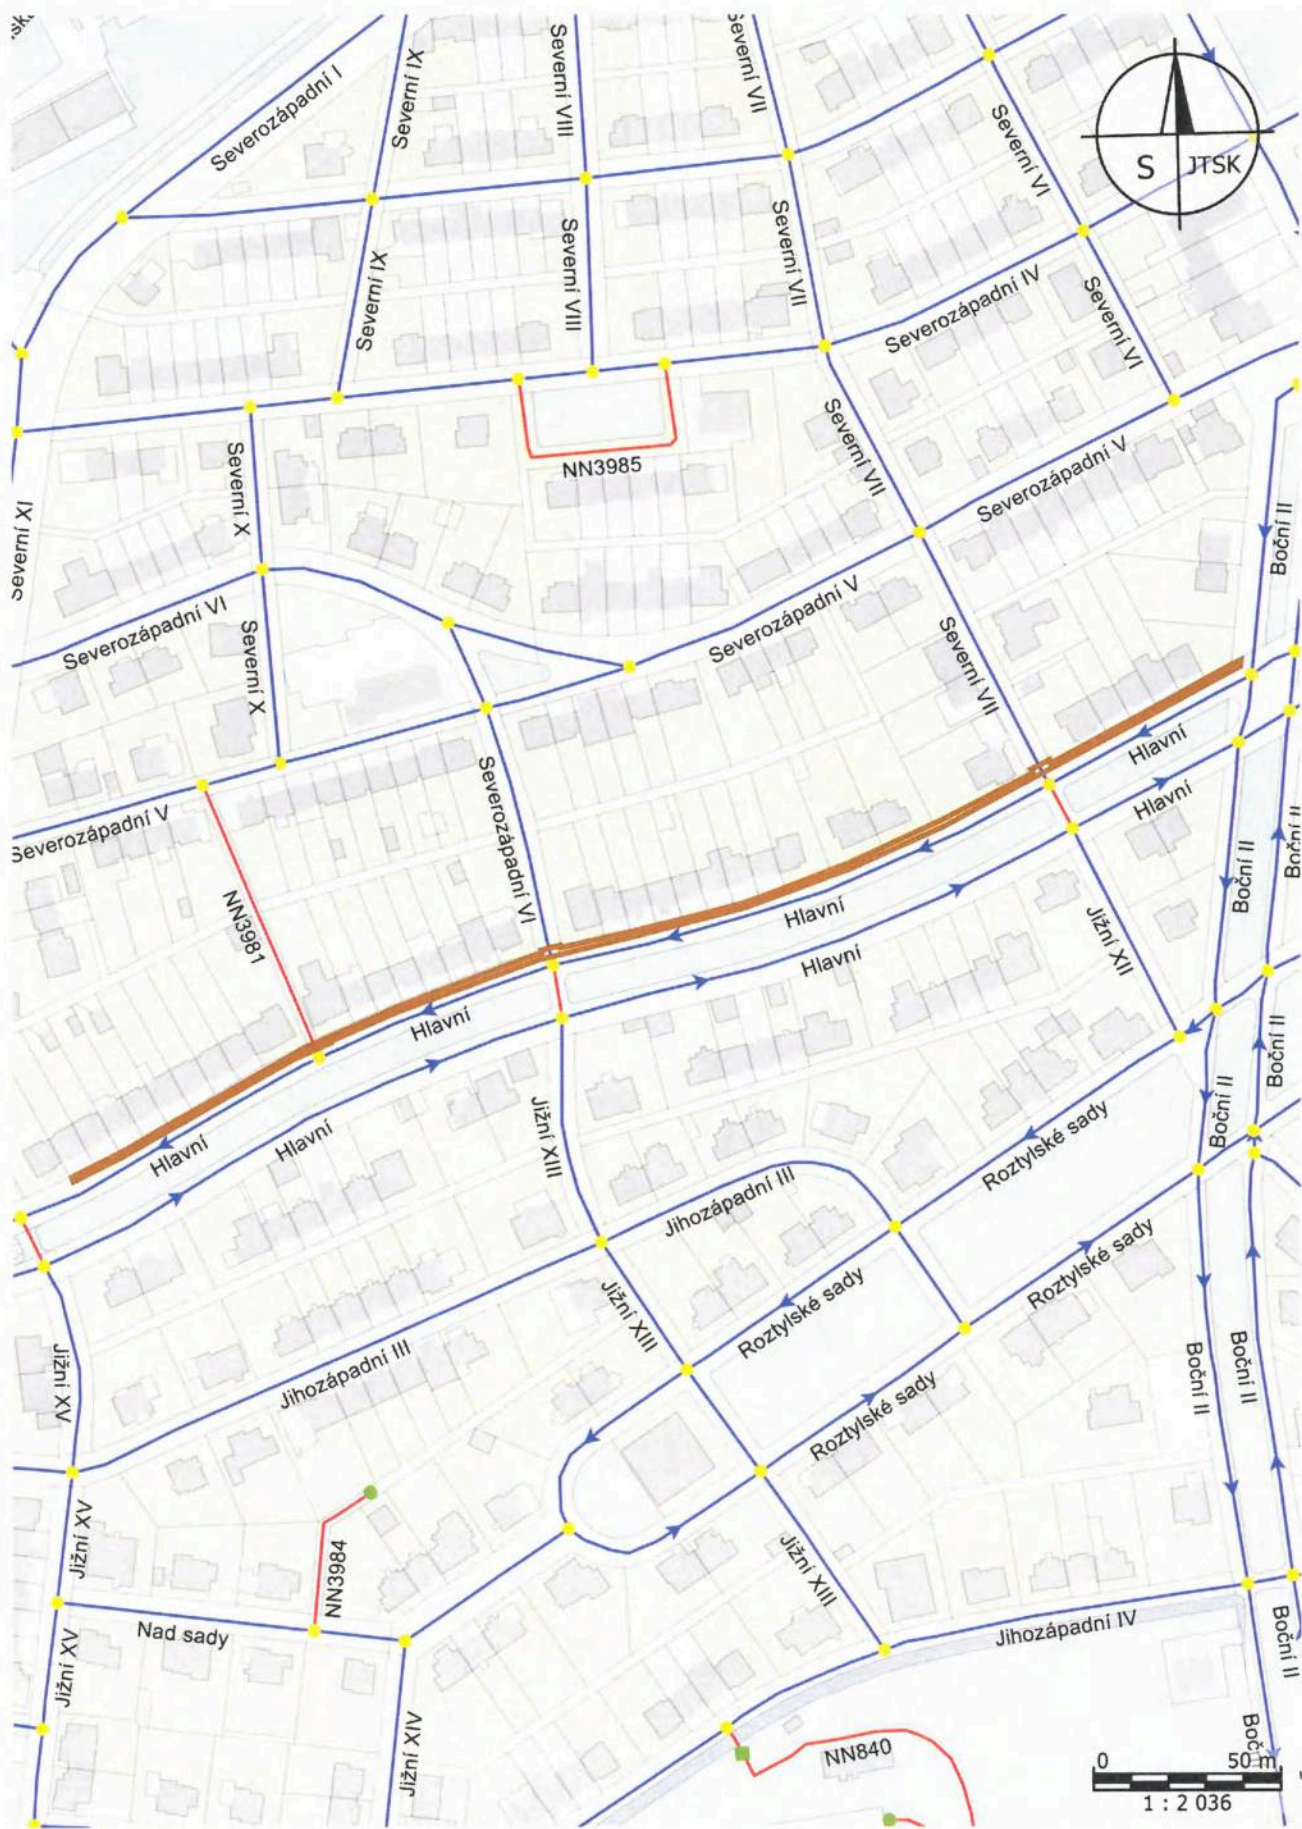 Severozápadní I
Severní IX
Severní VIII
Severní VII
Severní VI
S
JTSK
Severní IX
Severní VIII
Severní VII
Severozápadní IV
Severní VI
Severní XI
Severní X
NN3985
Severní VII
Severozápadní V
Boční II
Severozápadní VI
Severní X
Severozápadní V
Severní VII
Hlavní
Hlavní
Severozápadní V
NN3981
Severozápadní VI
Hlavní
Hlavní
Jižní XII
Boční II
Boční II
Hlavní
Hlavní
Hlavní
Jižní XIII
Jihozápadní III
Roztylské sady
Boční II
Boční II
Jižní XV
Jihozápadní III
Jižní XIII
Roztylské sady
Roztylské sady
Roztylské sady
Boční II
Boční II
Jižní XV
NN3984
Nad sady
Jižní XV
Jižní XIV
Jižní XIII
Jihozápadní IV
Boční II
NN840
0 50 m
1 : 2 036